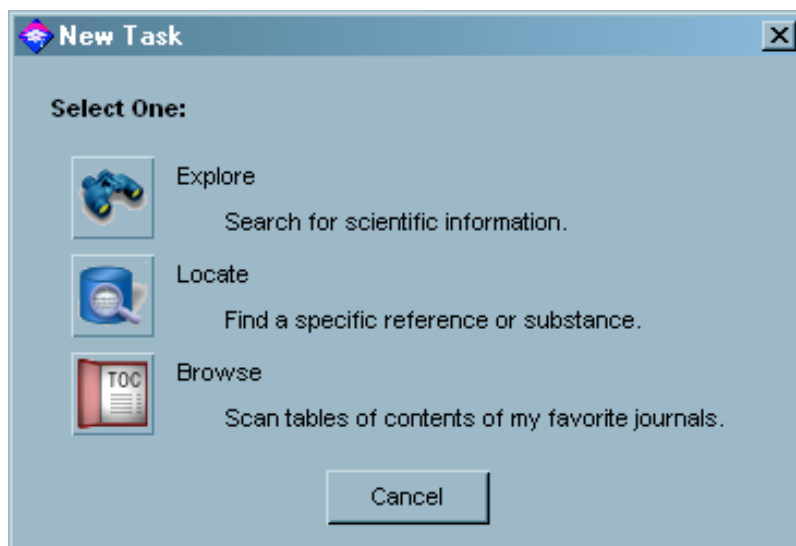 New Task
Select One:
Explore
Search for scientific information.
Locate
Find a specific reference or substance.
TOC
Browse
Scan tables of contents of my favorite journals.
Cancel